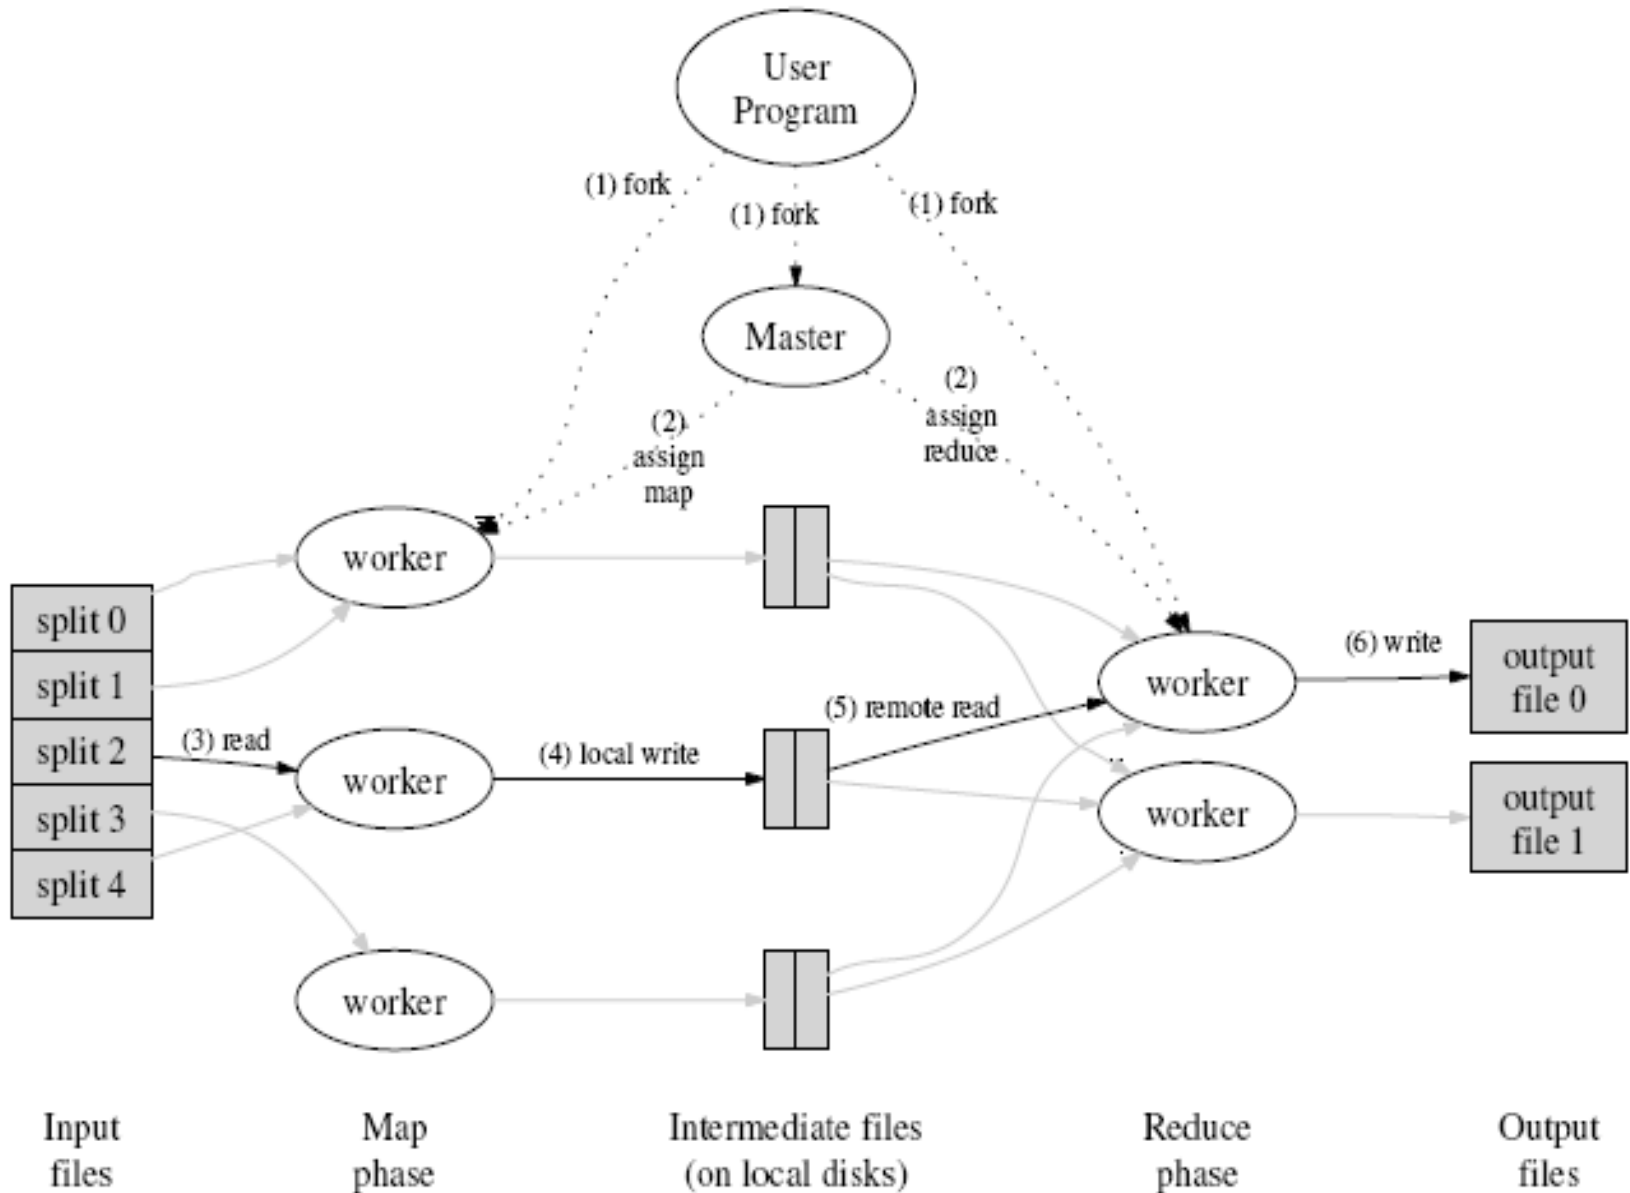 User
Program
(1) fork
(1) fork
(1) fork
Master
(2)
assign
map
(2)
assign
reduce
split 0
split 1
split 2
split 3
split 4
(3) read
worker
worker
worker
(4) local write
(5) remote read
worker
worker
(6) write
output
file 0
output
file 1
Input
files
Map
phase
Intermediate files
(on local disks)
Reduce
phase
Output
files